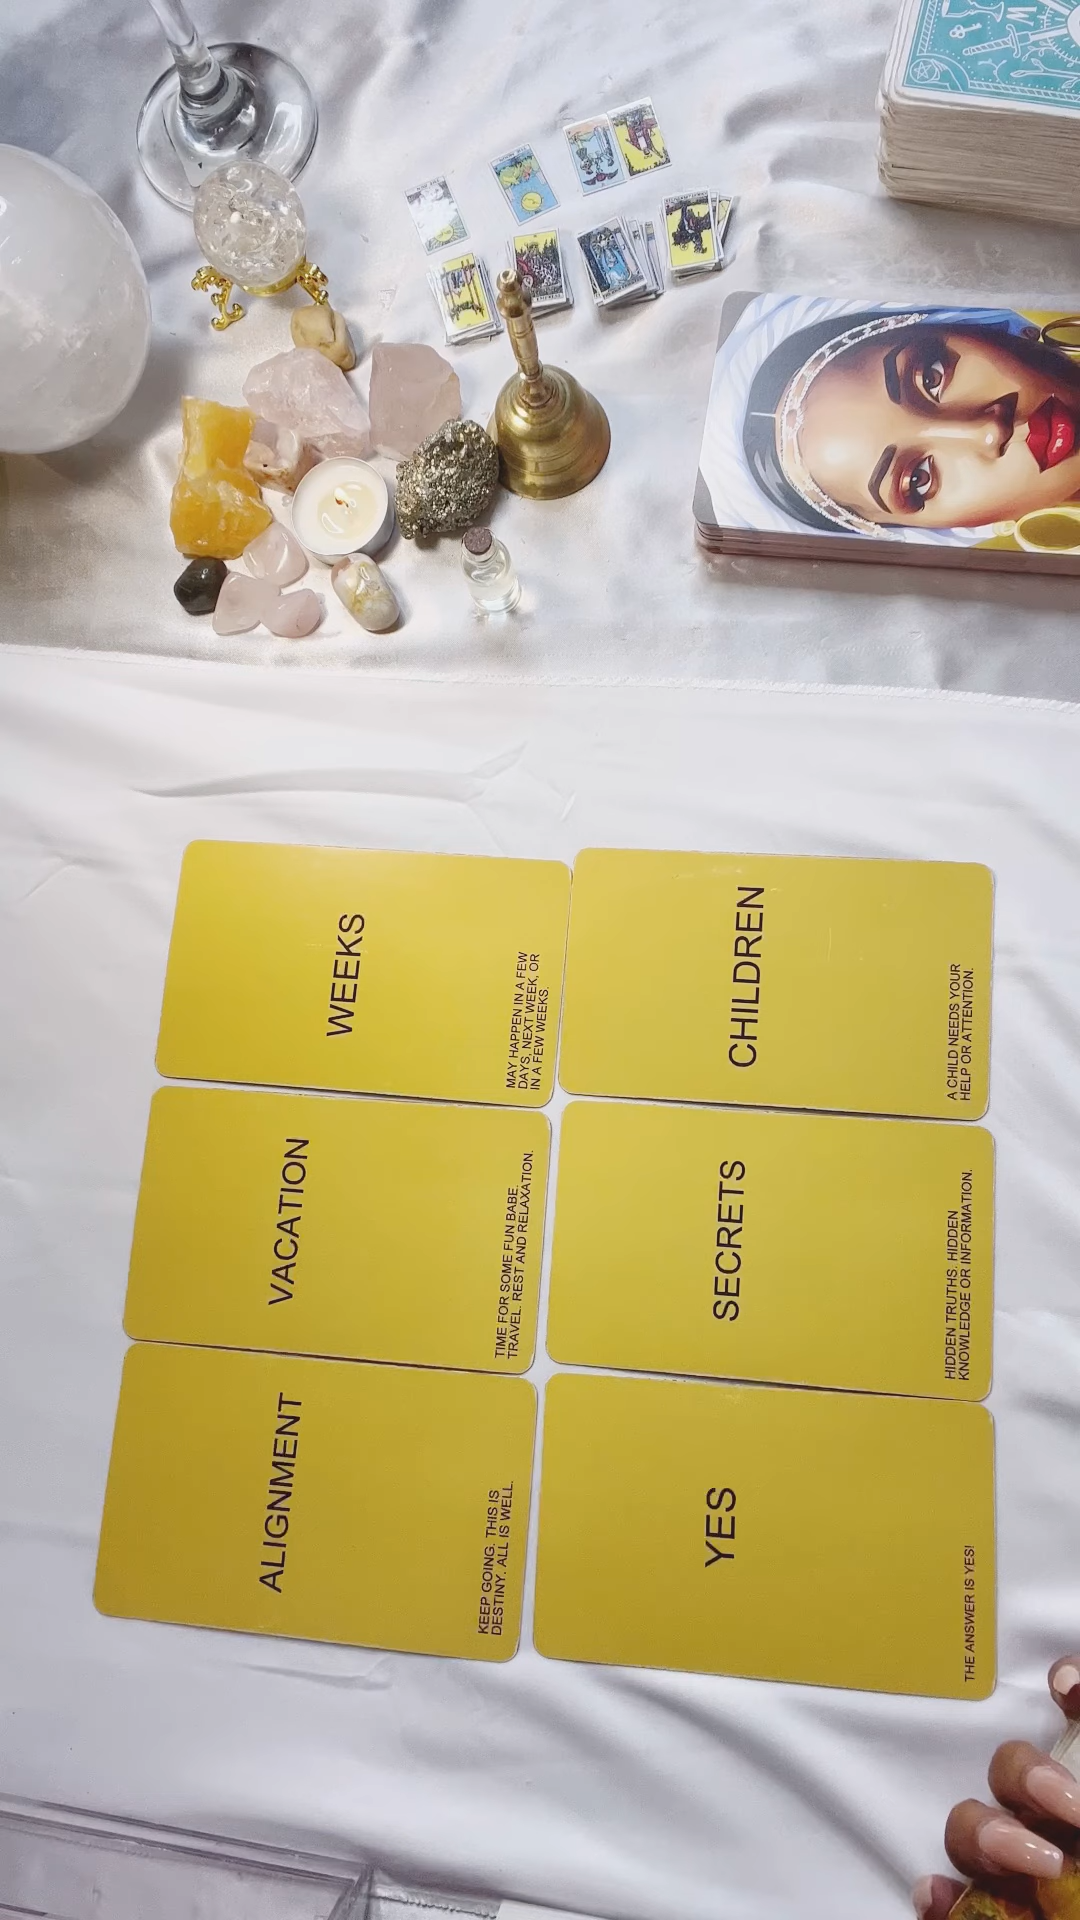 WEEKS
MAY HAPPEN IN A FEW
DAYS, NEXT WEEK, OR
IN A FEW WEEKS.
CHILDREN
A CHILD NEEDS YOUR
HELP OR ATTENTION.
VACATION
TIME FOR SOME FUN BABE.
TRAVEL. REST AND RELAXATION.
SECRETS
HIDDEN TRUTHS. HIDDEN
KNOWLEDGE OR INFORMATION.
ALIGNMENT
KEEP GOING. THIS IS
DESTINY. ALL IS WELL.
YES
THE ANSWER IS YES!